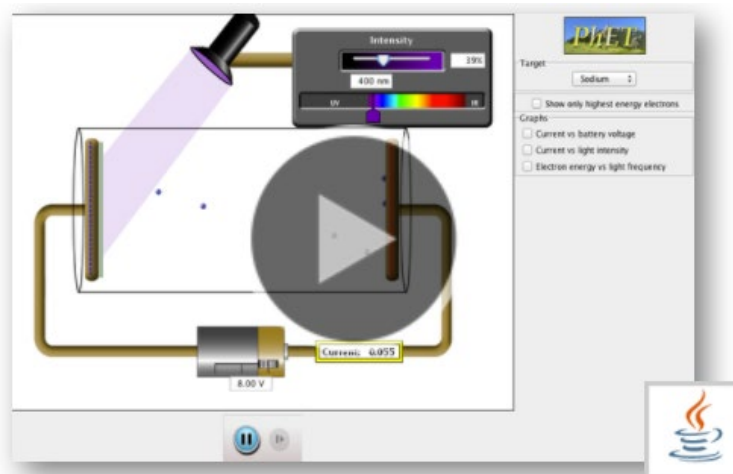 Intensity
39%
400 nm
UV
IR
PhET
Target
Sodium
Show only highest energy electrons
Graphs
Current vs battery voltage
Current vs light intensity
Electron energy vs light frequency
Current: 0.055
8.00 V